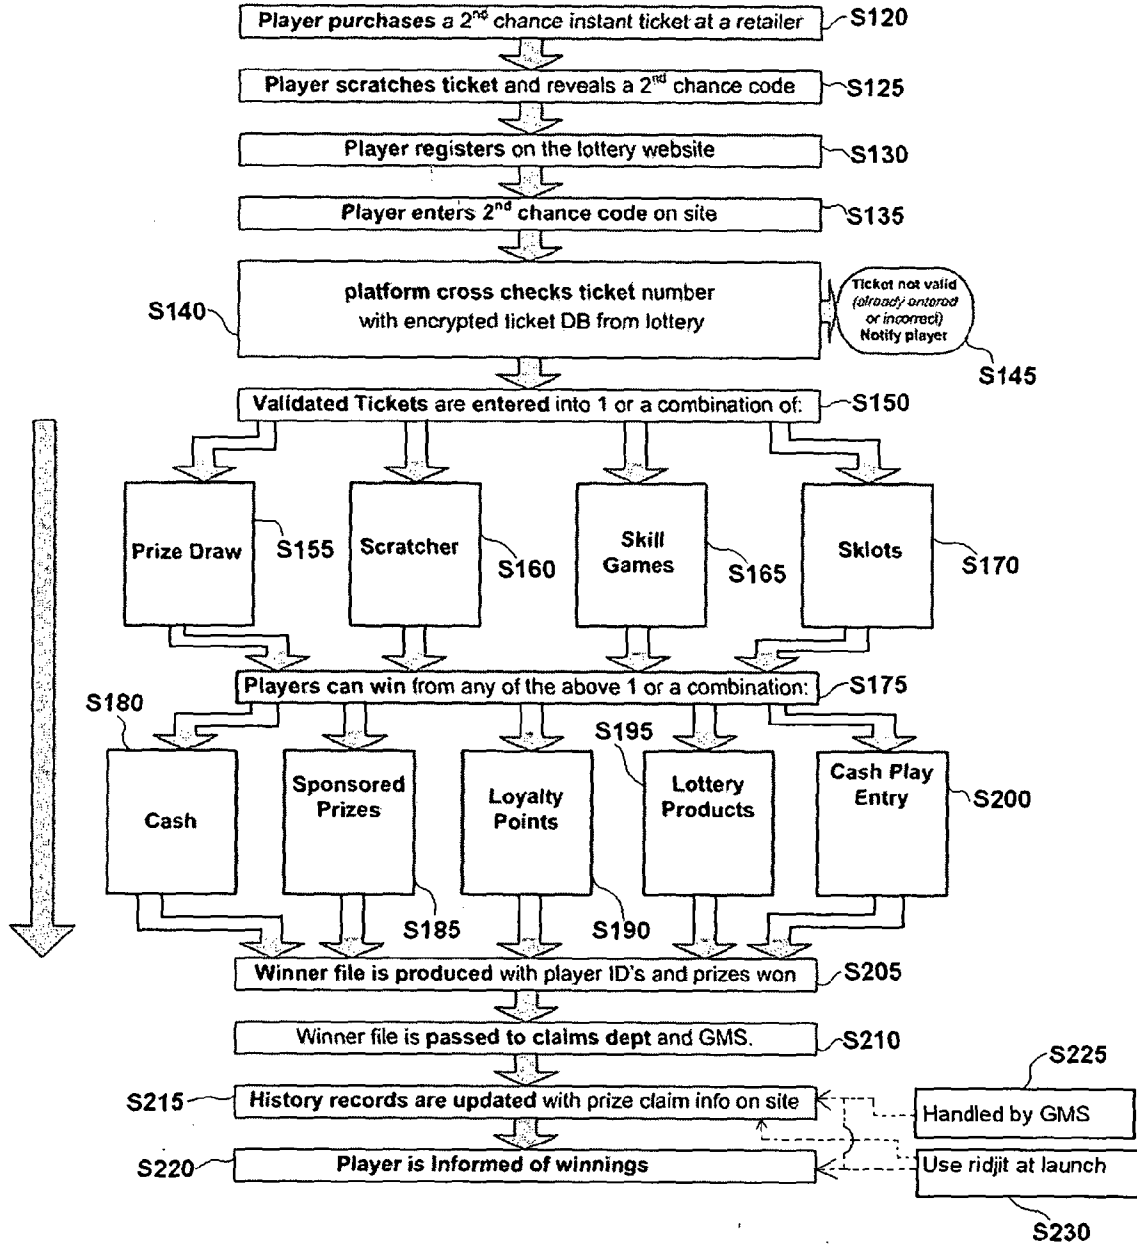 Player purchases a 2nd chance instant ticket at a retailer
S120
Player scratches ticket and reveals a 2nd chance code
S125
Player registers on the lottery website
S130
Player enters 2nd chance code on site
S135
S140
platform cross checks ticket number
with encrypted ticket DB from lottery
Ticket not valid
(already entered
or incorrect)
Notify player
S145
Validated Tickets are entered into 1 or a combination of:
S150
Prize Draw
S155
Scratcher
S160
Skill
Games
S165
Sklots
S170
Players can win from any of the above 1 or a combination:
S175
S180
Cash
Sponsored
Prizes
S185
Loyalty
Points
S190
S195
Lottery
Products
Cash Play
Entry
S200
Winner file is produced with player ID's and prizes won
S205
Winner file is passed to claims dept and GMS.
S210
S215
History records are updated with prize claim info on site
S225
Handled by GMS
S220
Player is Informed of winnings
Use ridjit at launch
S230